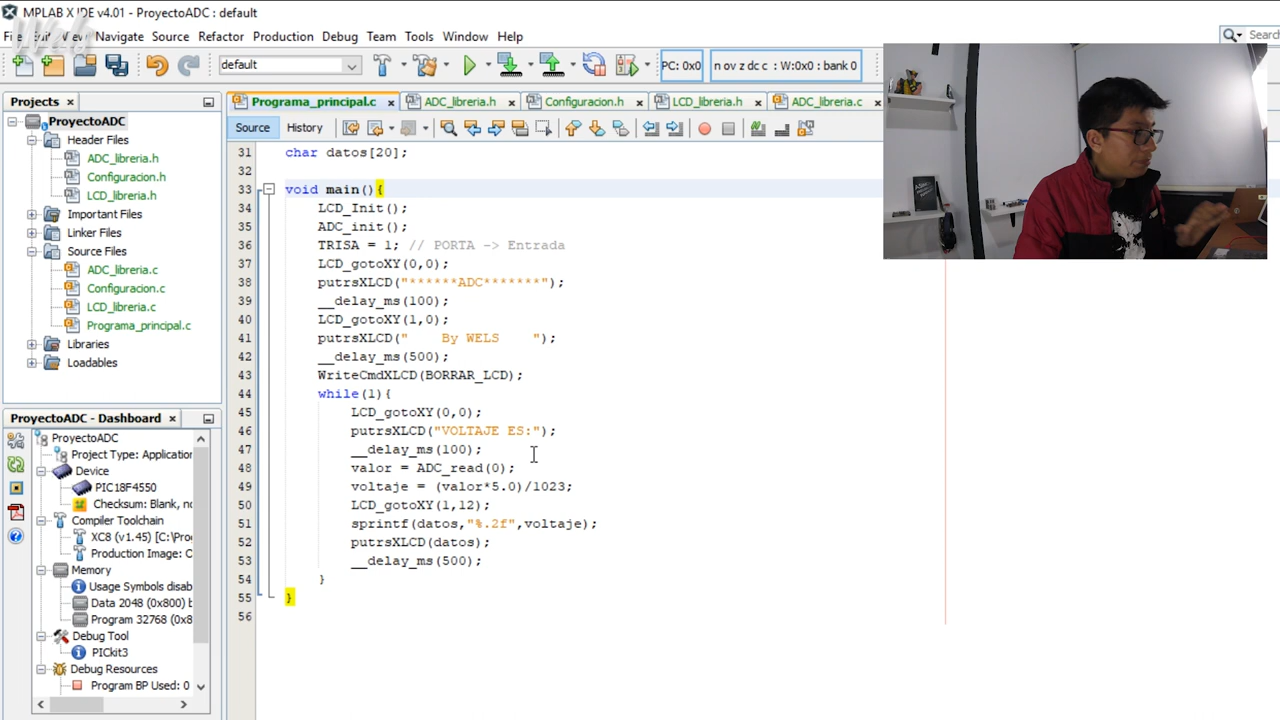 MPLAB X IDE v4.01 - ProyectoADC : default
File Edit View Navigate Source Refactor Production Debug Team Tools Window Help
Search
default
PC: 0x0
n ov z dc c : W:0x0 : bank 0
Projects ×
Programa_principal.c × ADC_libreria.h × Configuracion.h × LCD_libreria.h × ADC_libreria.c ×
Source History
ProyectoADC
Header Files
ADC_libreria.h
Configuracion.h
LCD_libreria.h
Important Files
Linker Files
Source Files
ADC_libreria.c
Configuracion.c
LCD_libreria.c
Programa_principal.c
Libraries
Loadables
ProyectoADC - Dashboard ×
ProyectoADC
Project Type: Application
Device
PIC18F4550
Checksum: Blank, no
Compiler Toolchain
XC8 (v1.45) [C:\Pro
Production Image: O
Memory
Usage Symbols disab
Data 2048 (0x800) b
Program 32768 (0x8
Debug Tool
PICkit3
Debug Resources
Program BP Used: 0
31 char datos[20];
32
33 void main(){
34 LCD_Init();
35 ADC_init();
36 TRISA = 1; // PORTA -> Entrada
37 LCD_gotoXY(0,0);
38 putrsXLCD("******ADC*******");
39 __delay_ms(100);
40 LCD_gotoXY(1,0);
41 putrsXLCD("    By WELS    ");
42 __delay_ms(500);
43 WriteCmdXLCD(BORRAR_LCD);
44 while(1){
45 LCD_gotoXY(0,0);
46 putrsXLCD("VOLTAJE ES:");
47 __delay_ms(100);
48 valor = ADC_read(0);
49 voltaje = (valor*5.0)/1023;
50 LCD_gotoXY(1,12);
51 sprintf(datos,"%.2f",voltaje);
52 putrsXLCD(datos);
53 __delay_ms(500);
54 }
55 }
56